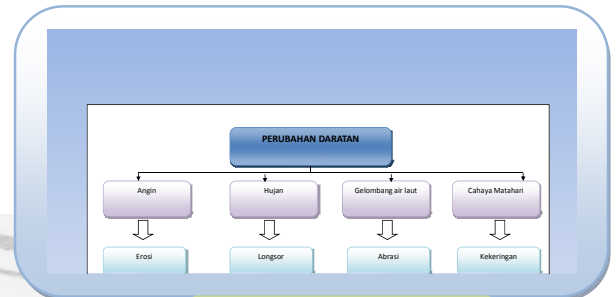 PERUBAHAN DARATAN
Angin
Hujan
Gelombang air laut
Cahaya Matahari
Erosi
Longsor
Abrasi
Kekeringan